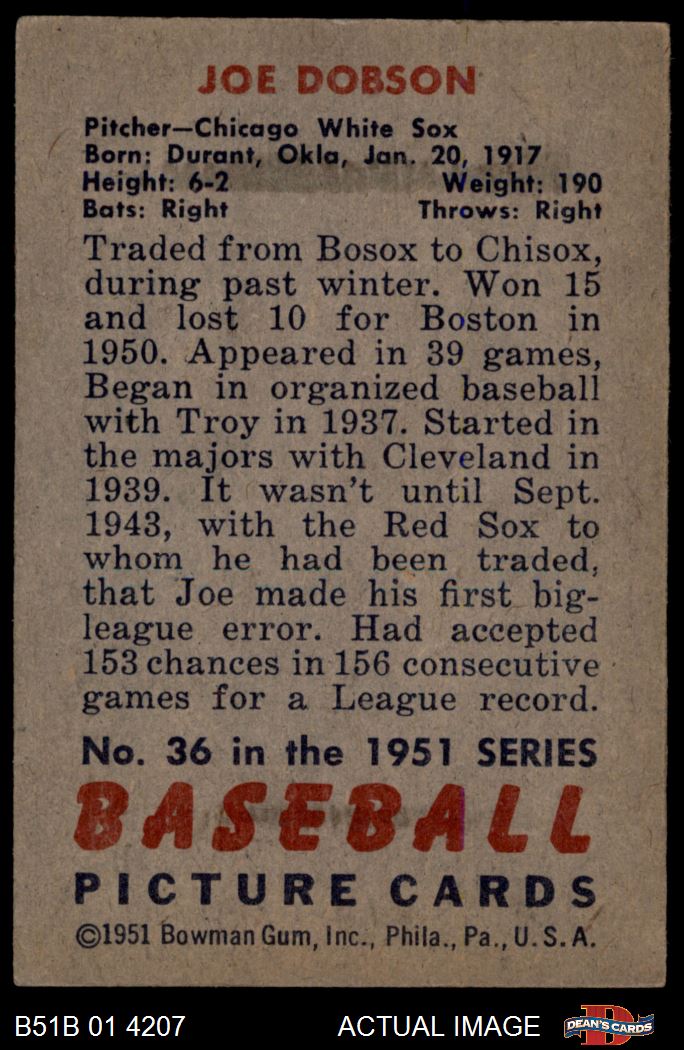 JOE DOBSON
Pitcher—Chicago White Sox
Born: Durant, Okla, Jan. 20, 1917
Height: 6-2 Weight: 190
Bats: Right Throws: Right
Traded from Bosox to Chisox,
during past winter. Won 15
and lost 10 for Boston in
1950. Appeared in 39 games,
Began in organized baseball
with Troy in 1937. Started in
the majors with Cleveland in
1939. It wasn't until Sept.
1943, with the Red Sox to
whom he had been traded,
that Joe made his first big-
league error. Had accepted
153 chances in 156 consecutive
games for a League record.
No. 36 in the 1951 SERIES
BASEBALL
PICTURE CARDS
©1951 Bowman Gum, Inc., Phila., Pa., U.S.A.
B51B 01 4207 ACTUAL IMAGE
D
DEAN'S CARDS